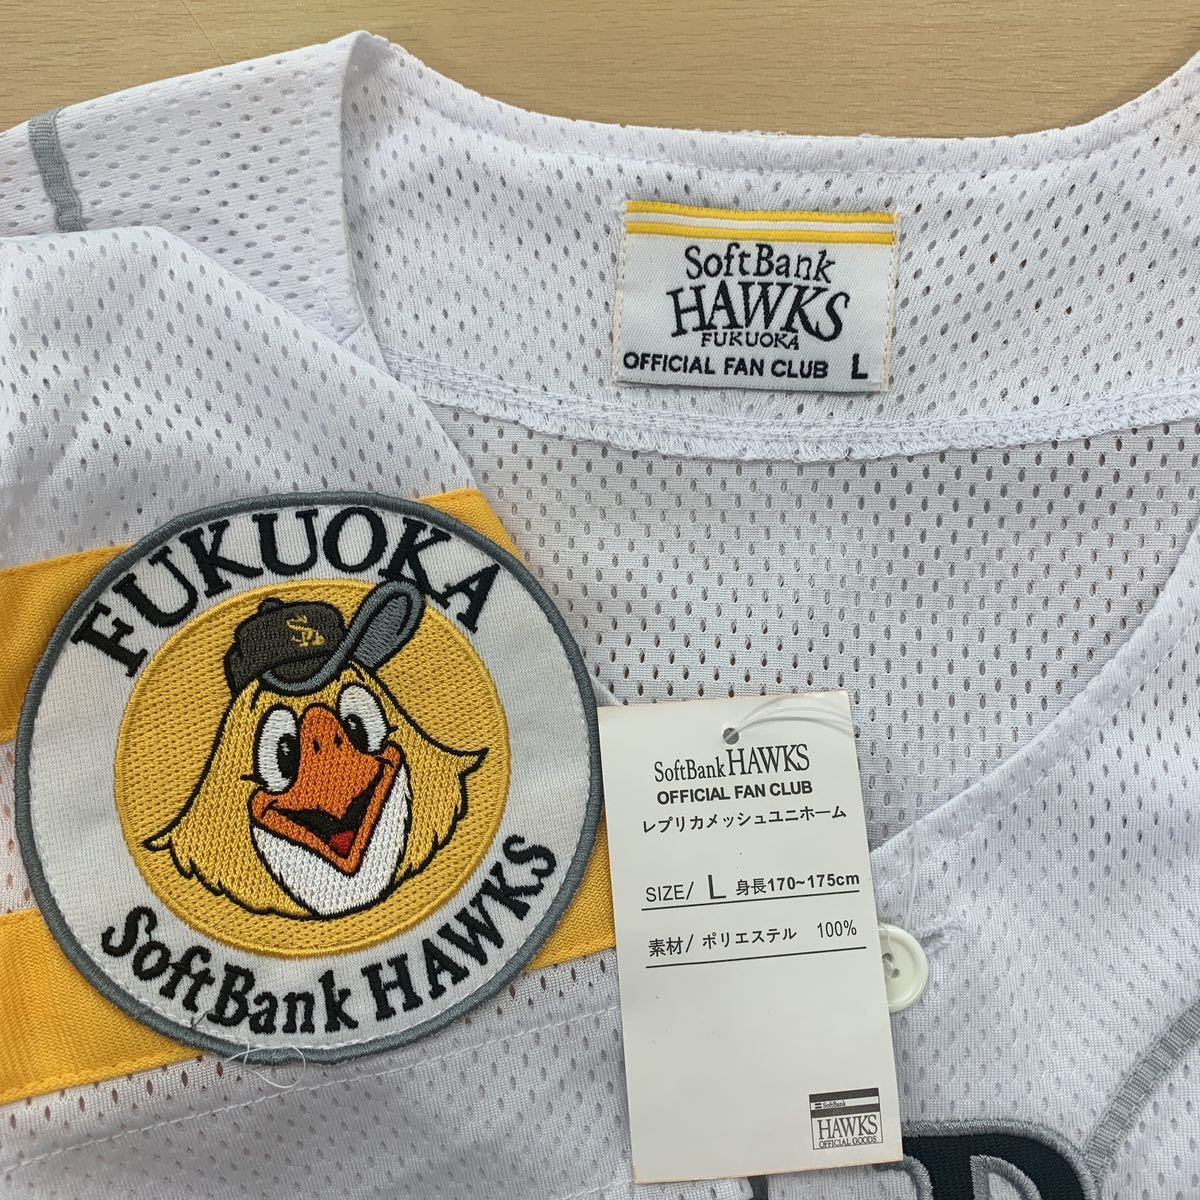 SoftBank
HAWKS
FUKUOKA
OFFICIAL FAN CLUB L
FUKUOKA
SoftBank HAWKS
SoftBank HAWKS
OFFICIAL FAN CLUB
レプリカメッシュユニホーム
SIZE/ L 身長170~175cm
素材/ ポリエステル 100%
SoftBank
HAWKS
OFFICIAL GOODS